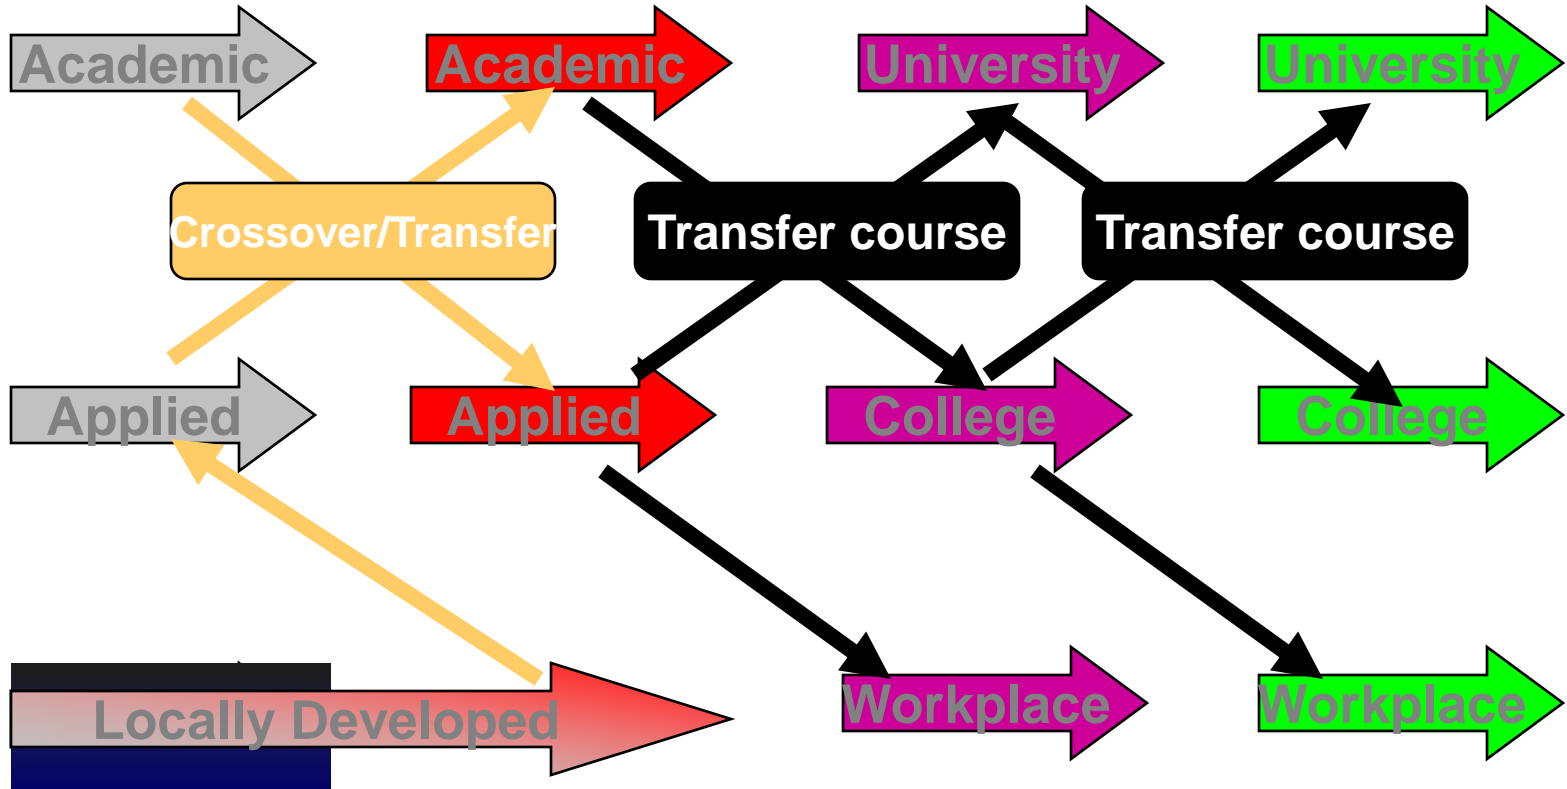 Academic
Academic
University
University
Crossover/Transfer
Transfer course
Transfer course
Applied
Applied
College
College
Locally Developed
Workplace
Workplace